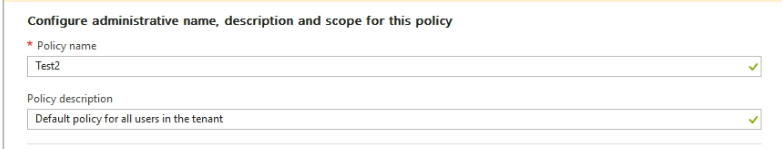 Configure administrative name, description and scope for this policy
* Policy name
Test2
Policy description
Default policy for all users in the tenant